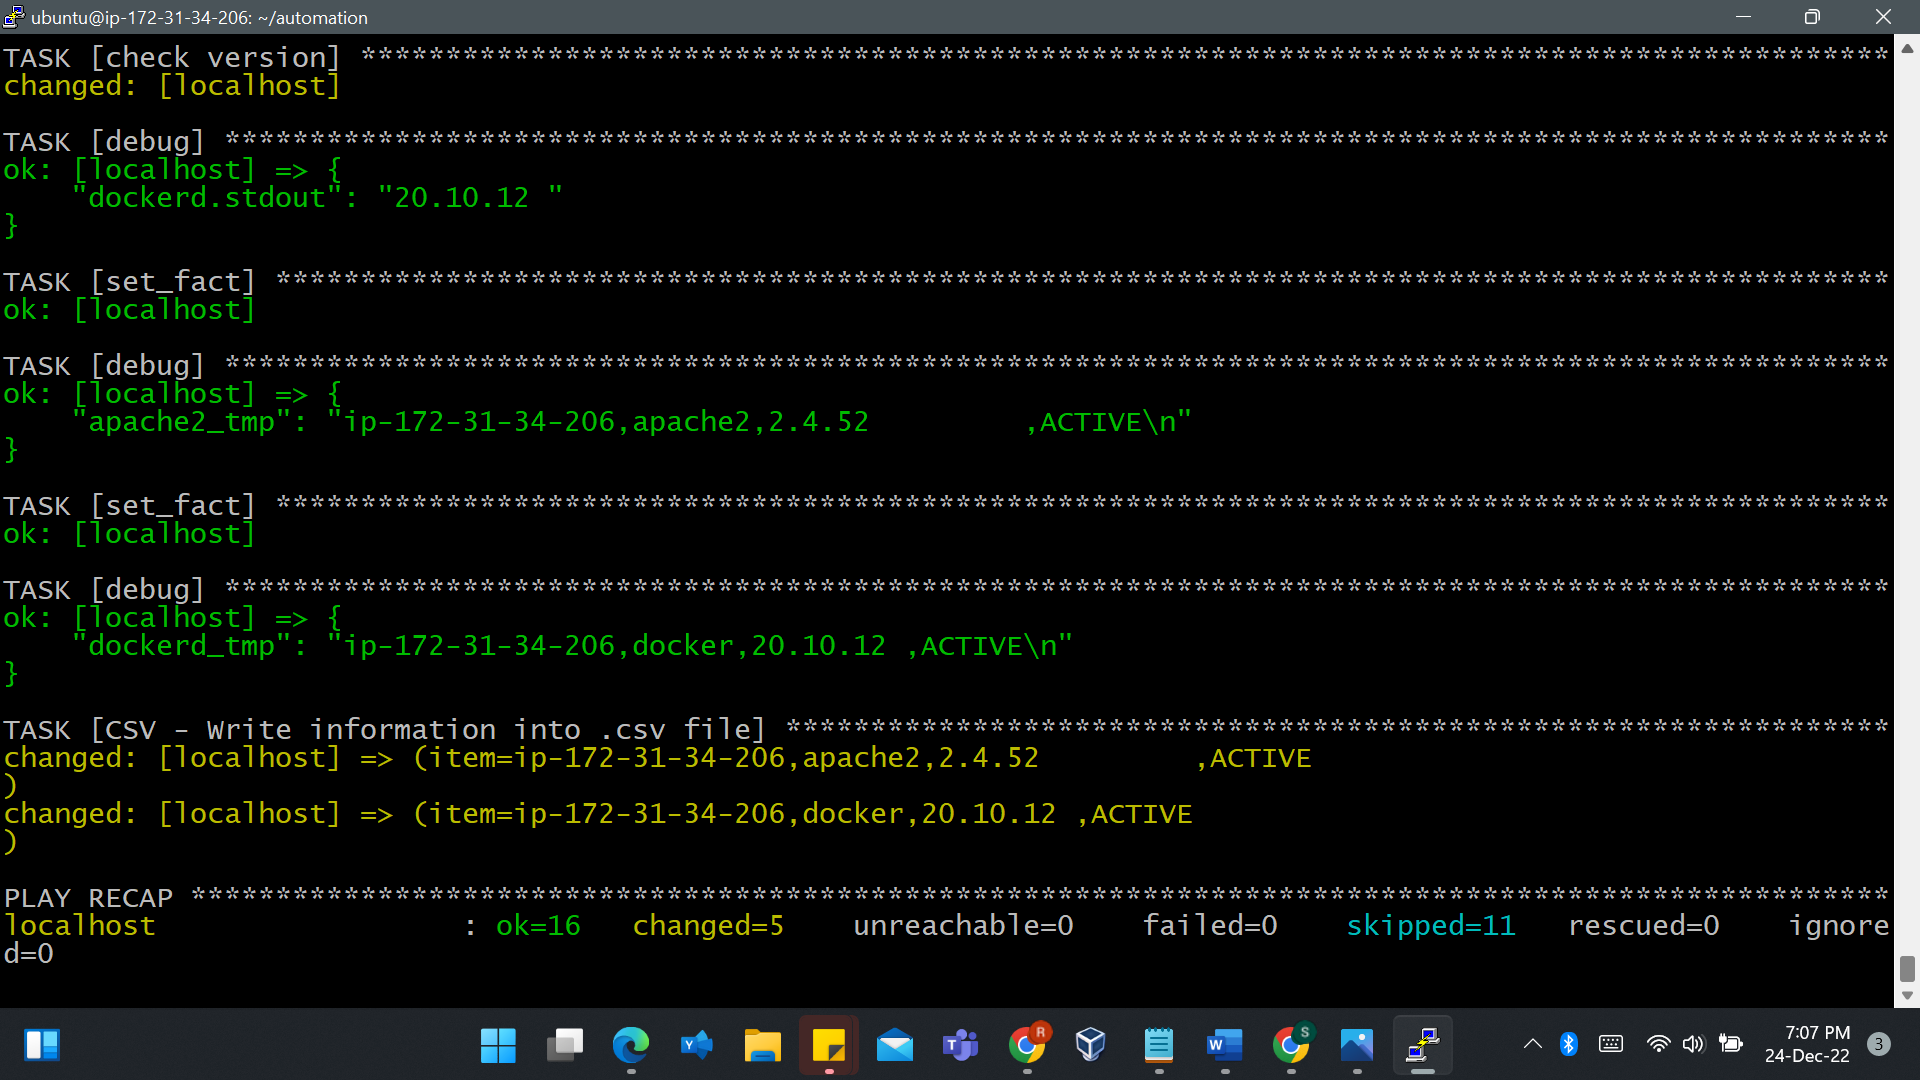 ubuntu@ip-172-31-34-206: ~/automation
TASK [check version] ******************************************************************************************
changed: [localhost]
TASK [debug] **************************************************************************************************
ok: [localhost] => {
    "dockerd.stdout": "20.10.12 "
}
TASK [set_fact] ***********************************************************************************************
ok: [localhost]
TASK [debug] **************************************************************************************************
ok: [localhost] => {
    "apache2_tmp": "ip-172-31-34-206,apache2,2.4.52         ,ACTIVE\n"
}
TASK [set_fact] ***********************************************************************************************
ok: [localhost]
TASK [debug] **************************************************************************************************
ok: [localhost] => {
    "dockerd_tmp": "ip-172-31-34-206,docker,20.10.12 ,ACTIVE\n"
}
TASK [CSV - Write information into .csv file] *****************************************************************
changed: [localhost] => (item=ip-172-31-34-206,apache2,2.4.52         ,ACTIVE
)
changed: [localhost] => (item=ip-172-31-34-206,docker,20.10.12 ,ACTIVE
)
PLAY RECAP ****************************************************************************************************
localhost                  : ok=16   changed=5    unreachable=0    failed=0    skipped=11   rescued=0    ignore
d=0
7:07 PM
24-Dec-22
3